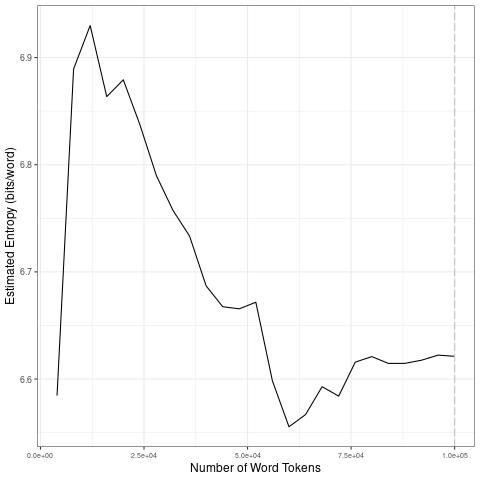 Estimated Entropy (bits/word)
6.9
6.8
6.7
6.6
0.0e+00 2.5e+04 5.0e+04 7.5e+04 1.0e+05
Number of Word Tokens